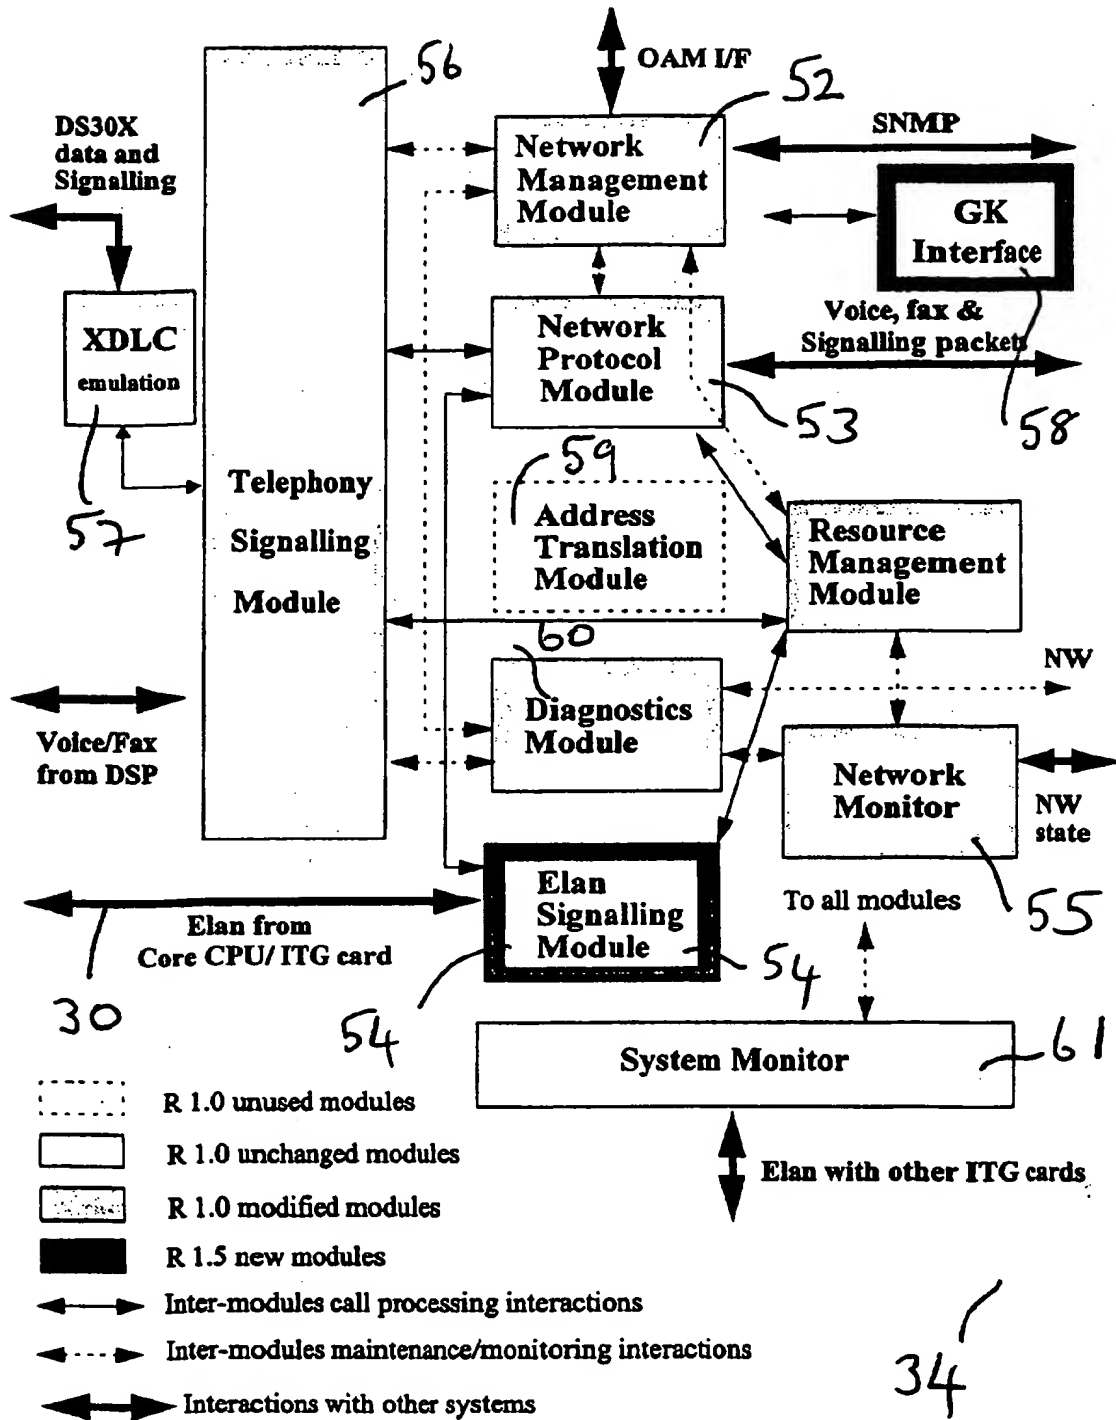 56
OAM I/F
52
DS30X
data and
Signalling
Network
Management
Module
SNMP
GK
Interface
XDLC
emulation
Network
Protocol
Module
Voice, fax &
Signalling packets
53
58
57
59
Telephony
Signalling
Module
Address
Translation
Module
Resource
Management
Module
60
NW
Diagnostics
Module
Voice/Fax
from DSP
Network
Monitor
NW
state
Elan
Signalling
Module
To all modules
55
Elan from
Core CPU/ ITG card
54
54
30
System Monitor
61
R 1.0 unused modules
R 1.0 unchanged modules
Elan with other ITG cards
R 1.0 modified modules
R 1.5 new modules
Inter-modules call processing interactions
Inter-modules maintenance/monitoring interactions
34
Interactions with other systems